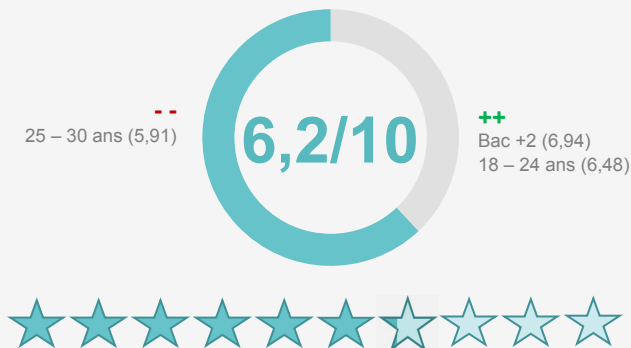 - -
25 – 30 ans (5,91)
6,2/10
++
Bac +2 (6,94)
18 – 24 ans (6,48)